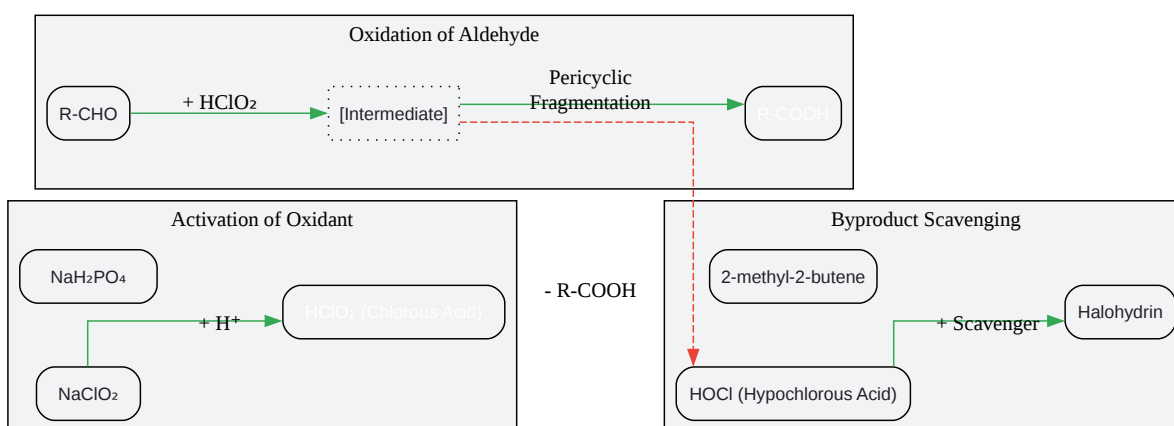 Oxidation of Aldehyde
R-CHO
+ HClO₂
[Intermediate]
Pericyclic
Fragmentation
R-COOH
Activation of Oxidant
NaH₂PO₄
HClO₂ (Chlorous Acid)
+ H⁺
NaClO₂
- R-COOH
Byproduct Scavenging
2-methyl-2-butene
Halohydrin
+ Scavenger
HOCl (Hypochlorous Acid)